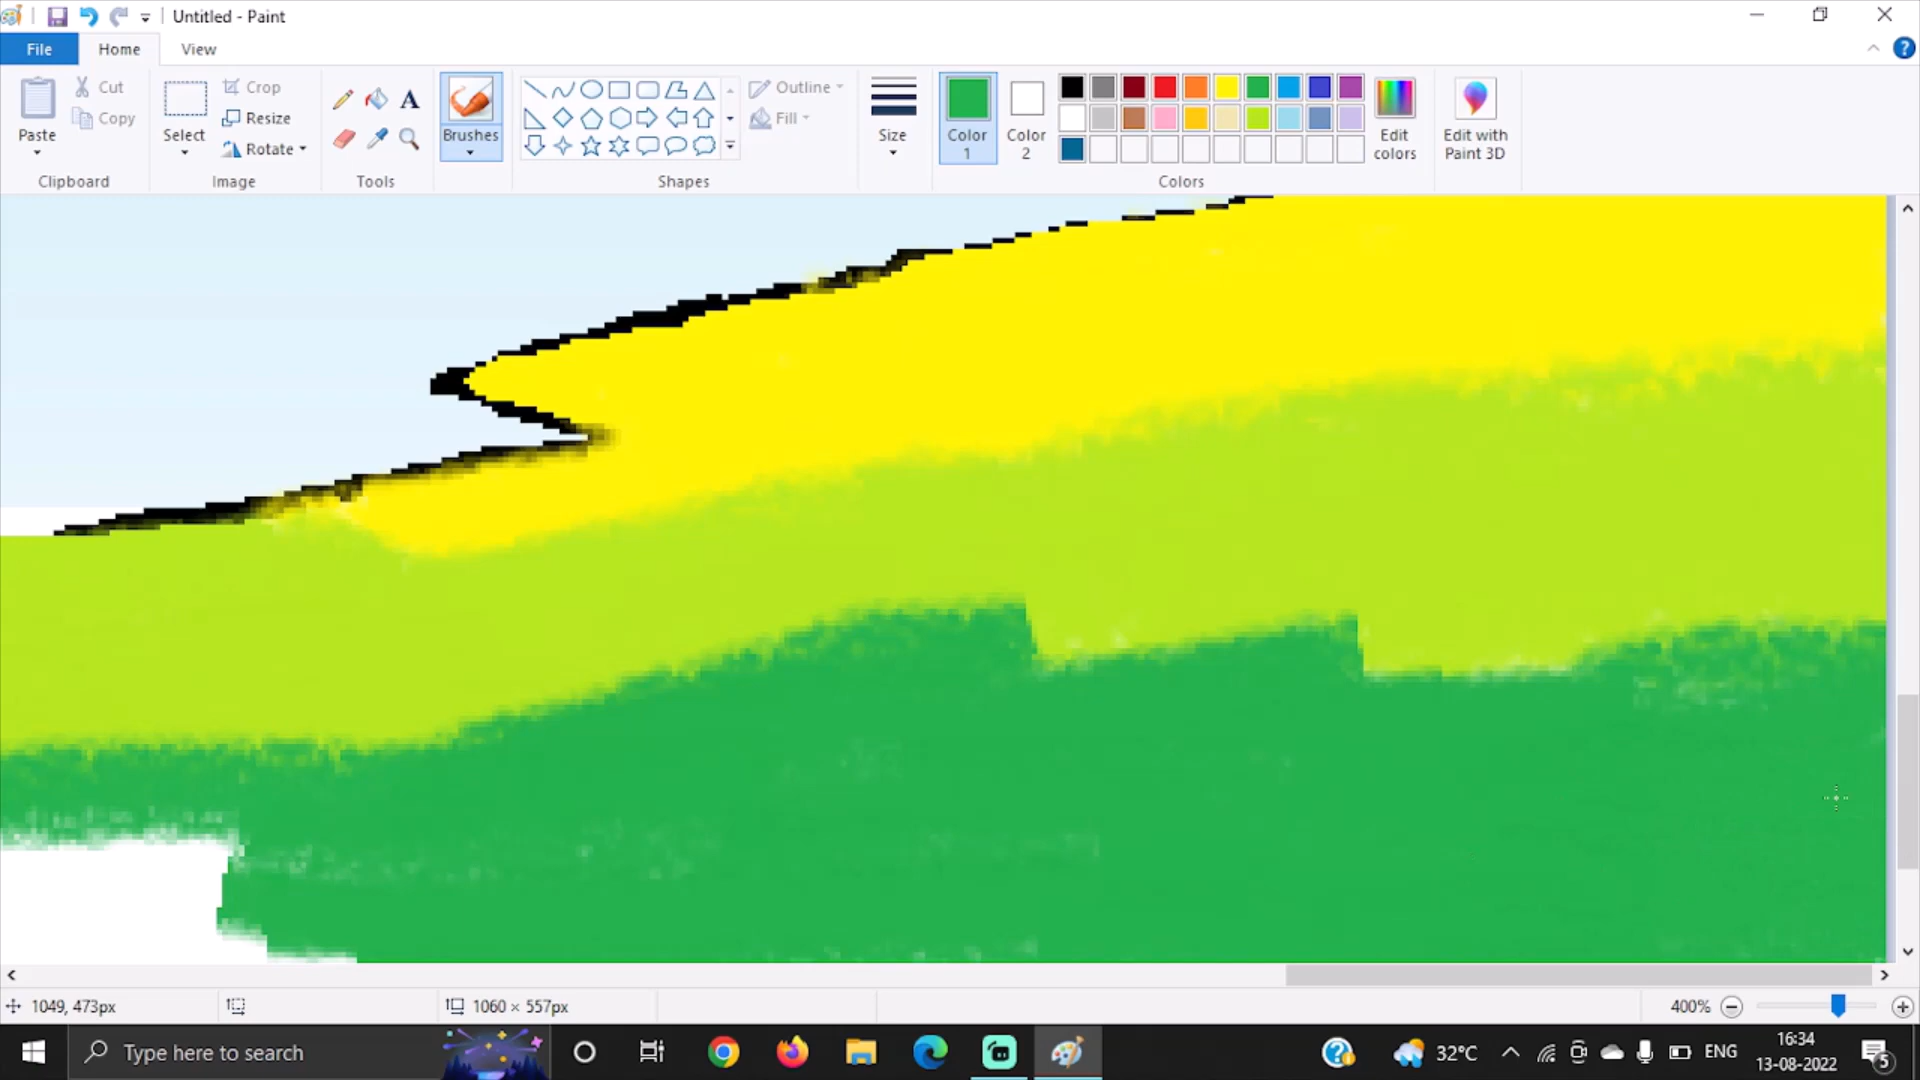 Untitled - Paint
File Home View
Paste
Cut
Copy
Clipboard
Select
Crop
Resize
Rotate
Image
A
Tools
Brushes
Shapes
Outline
Fill
Size
Color 1
Color 2
Edit colors
Colors
Edit with Paint 3D
1049, 473px
1060 × 557px
400%
Type here to search
32°C
ENG
16:34
13-08-2022
5